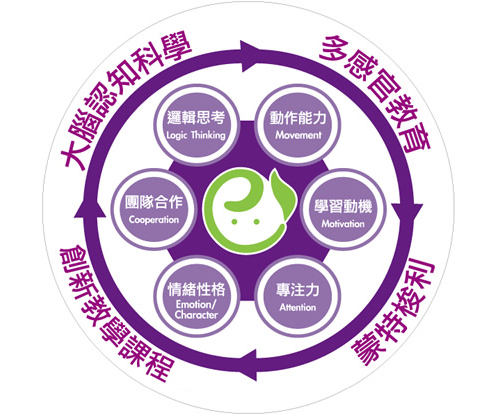 大腦認知科學
多感官教育
邏輯思考
Logic Thinking
動作能力
Movement
團隊合作
Cooperation
學習動機
Motivation
情緒性格
Emotion/
Character
專注力
Attention
創新教學課程
蒙特梭利